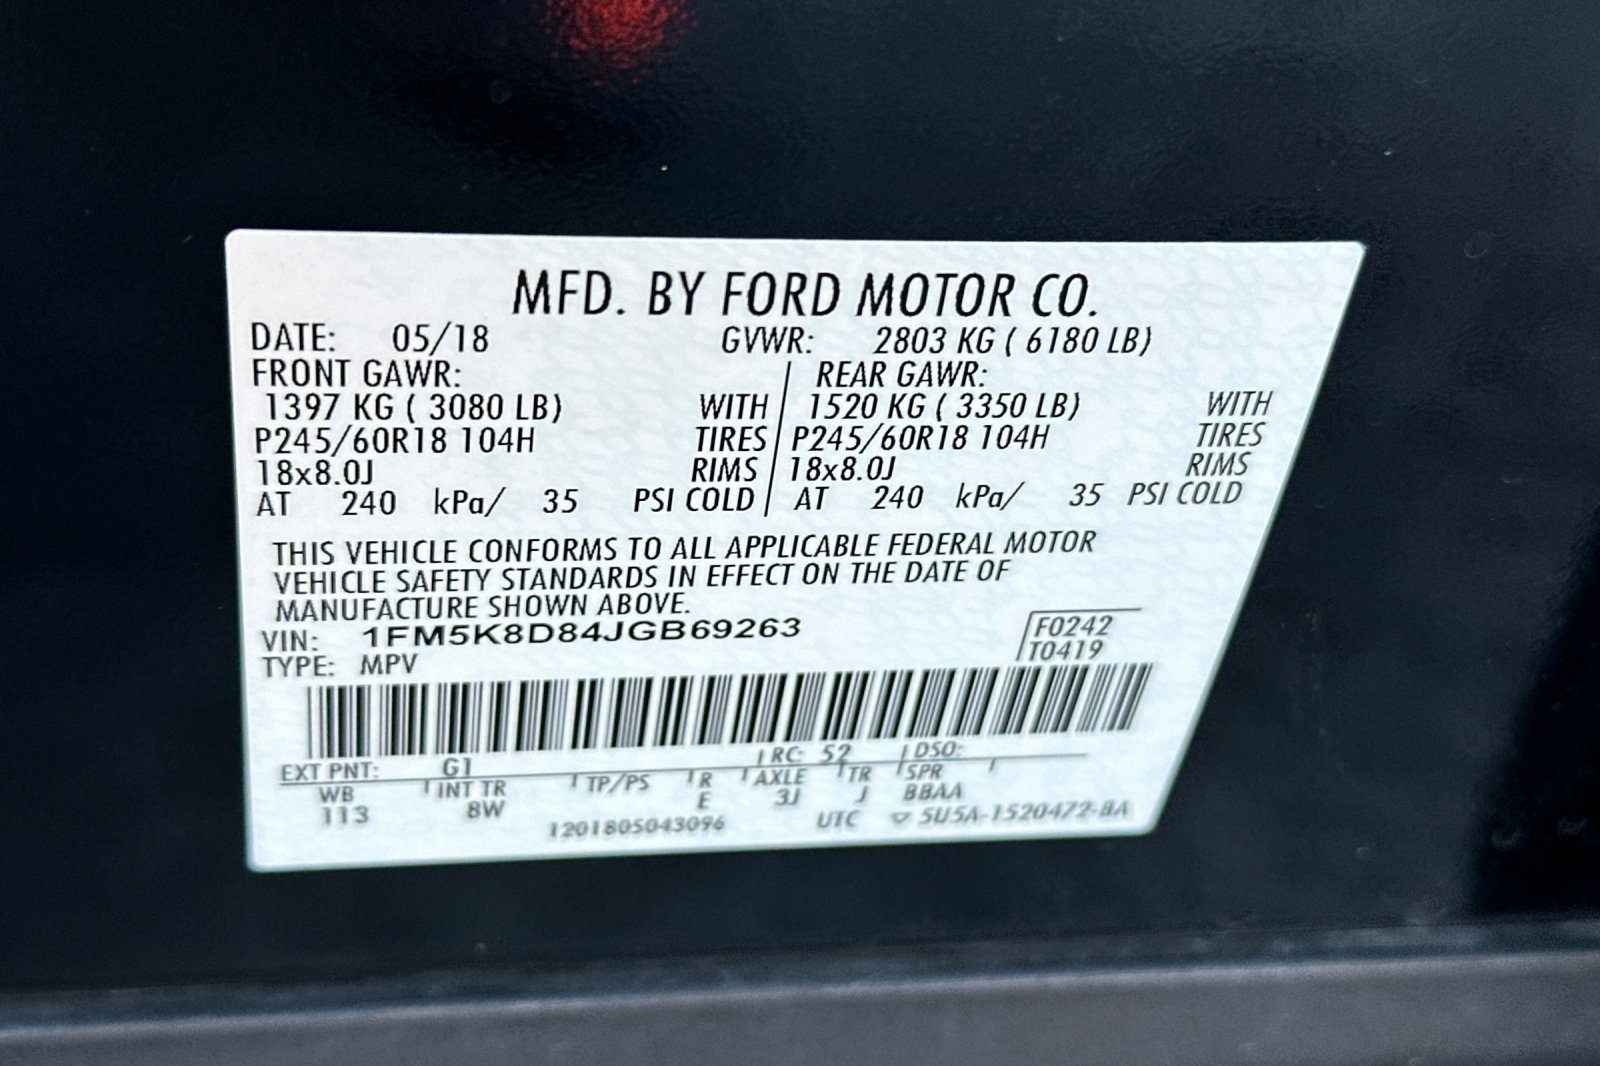 MFD. BY FORD MOTOR CO.
DATE: 05/18 GVWR: 2803 KG ( 6180 LB)
FRONT GAWR: REAR GAWR:
1397 KG ( 3080 LB) WITH 1520 KG ( 3350 LB) WITH
P245/60R18 104H TIRES P245/60R18 104H TIRES
18x8.0J RIMS 18x8.0J RIMS
AT 240 kPa/ 35 PSI COLD AT 240 kPa/ 35 PSI COLD
THIS VEHICLE CONFORMS TO ALL APPLICABLE FEDERAL MOTOR
VEHICLE SAFETY STANDARDS IN EFFECT ON THE DATE OF
MANUFACTURE SHOWN ABOVE.
VIN: 1FM5K8D84JGB69263 F0242
TYPE: MPV T0419
EXT PNT: G1 RC: 52 DSO:
WB INT TR TP/PS R AXLE TR SPR
113 8W E 3J J BBAA
1201805043096 UTC ▽ 5U5A-1520472-BA